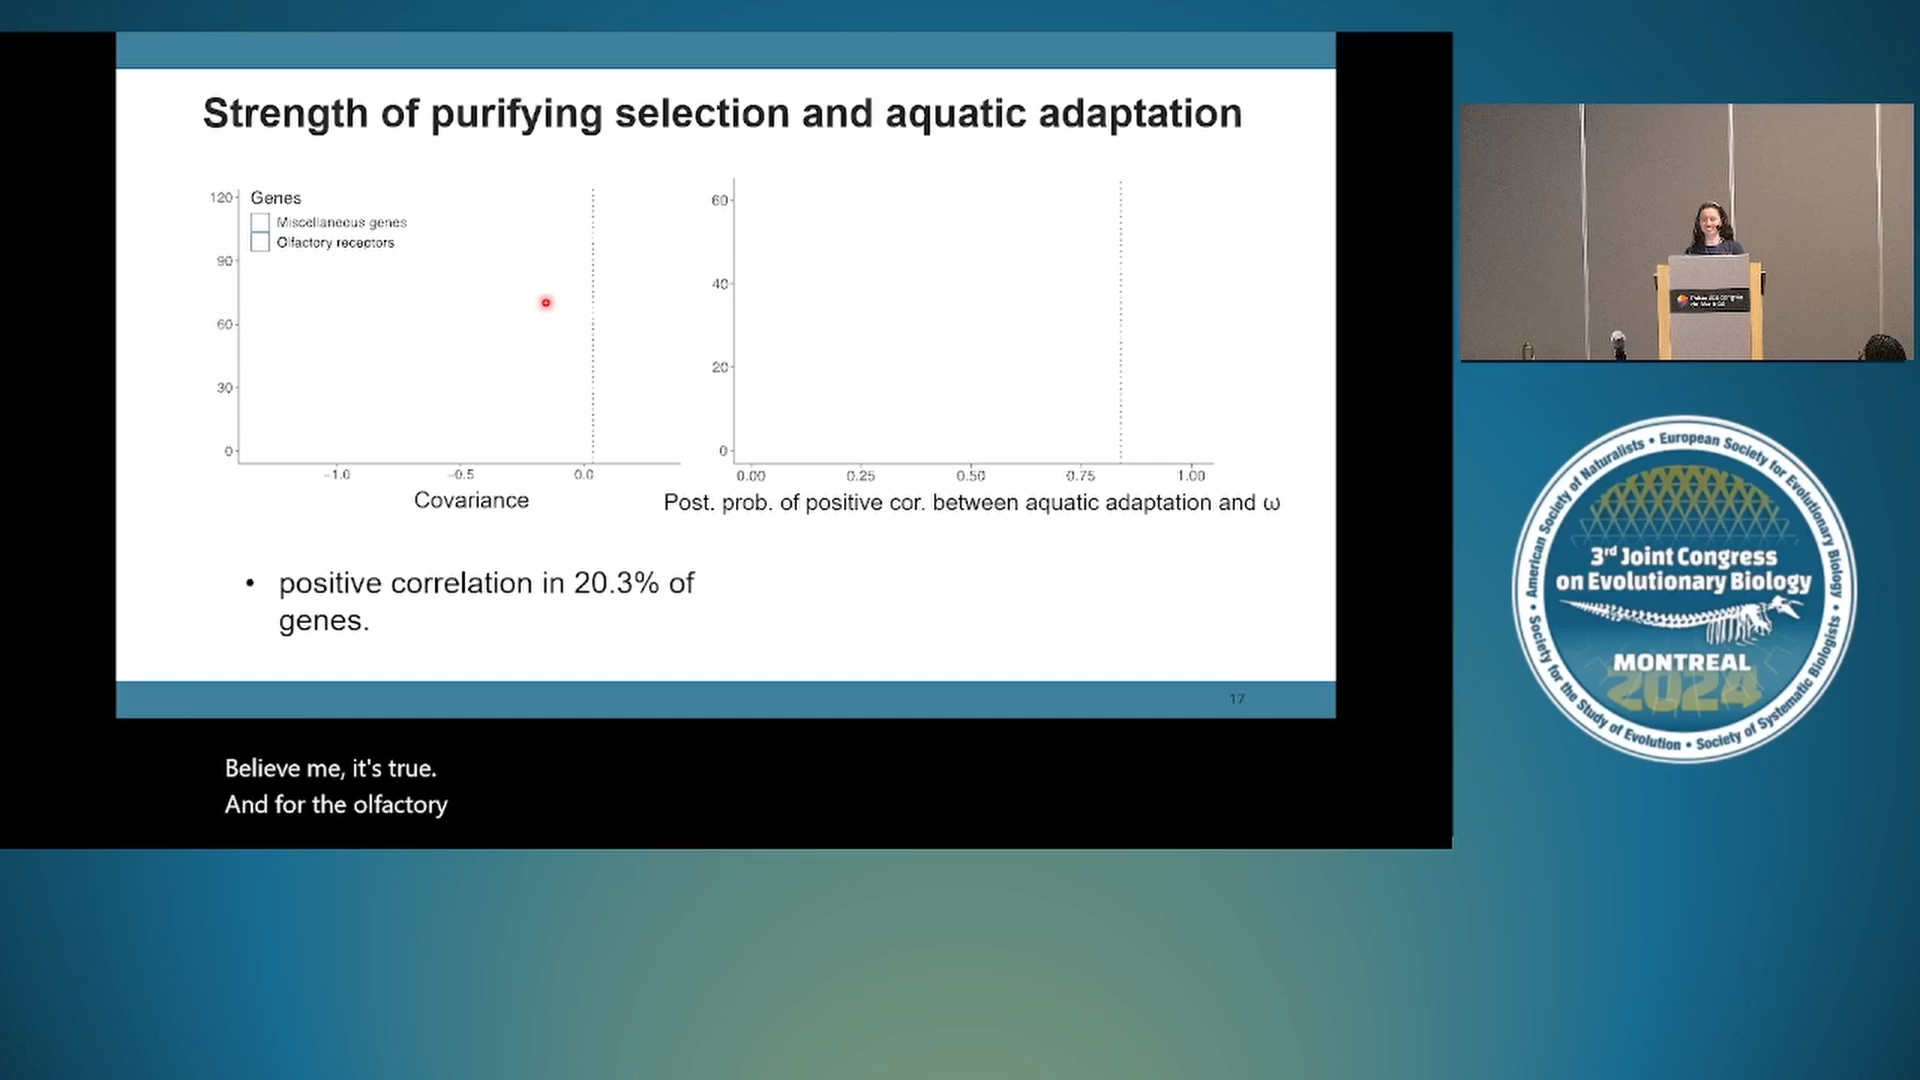 Strength of purifying selection and aquatic adaptation
Genes
Miscellaneous genes
Olfactory receptors
120
90
60
30
0
−1.0
−0.5
0.0
Covariance
60
40
20
0
0.00
0.25
0.50
0.75
1.00
Post. prob. of positive cor. between aquatic adaptation and ω
• positive correlation in 20.3% of
genes.
17
Believe me, it's true.
And for the olfactory
American Society of Naturalists • European Society for Evolutionary Biology • Society of Systematic Biologists • Society for the Study of Evolution •
3rd Joint Congress
on Evolutionary Biology
MONTREAL
2024